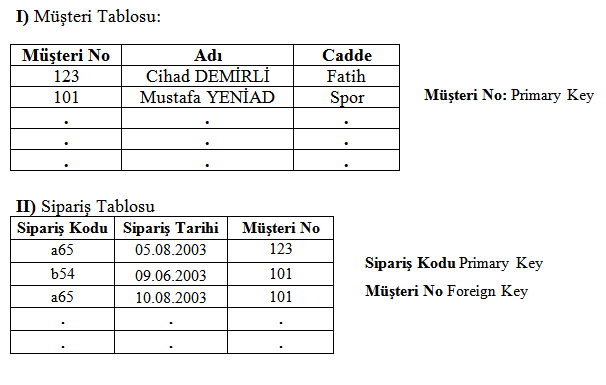 I) Müşteri Tablosu:
Müşteri No Adı Cadde
123 Cihad DEMİRLİ Fatih
101 Mustafa YENİAD Spor
. . .
. . .
. . .
Müşteri No: Primary Key
II) Sipariş Tablosu
Sipariş Kodu Sipariş Tarihi Müşteri No
a65 05.08.2003 123
b54 09.06.2003 101
a65 10.08.2003 101
. . .
. . .
Sipariş Kodu Primary Key
Müşteri No Foreign Key